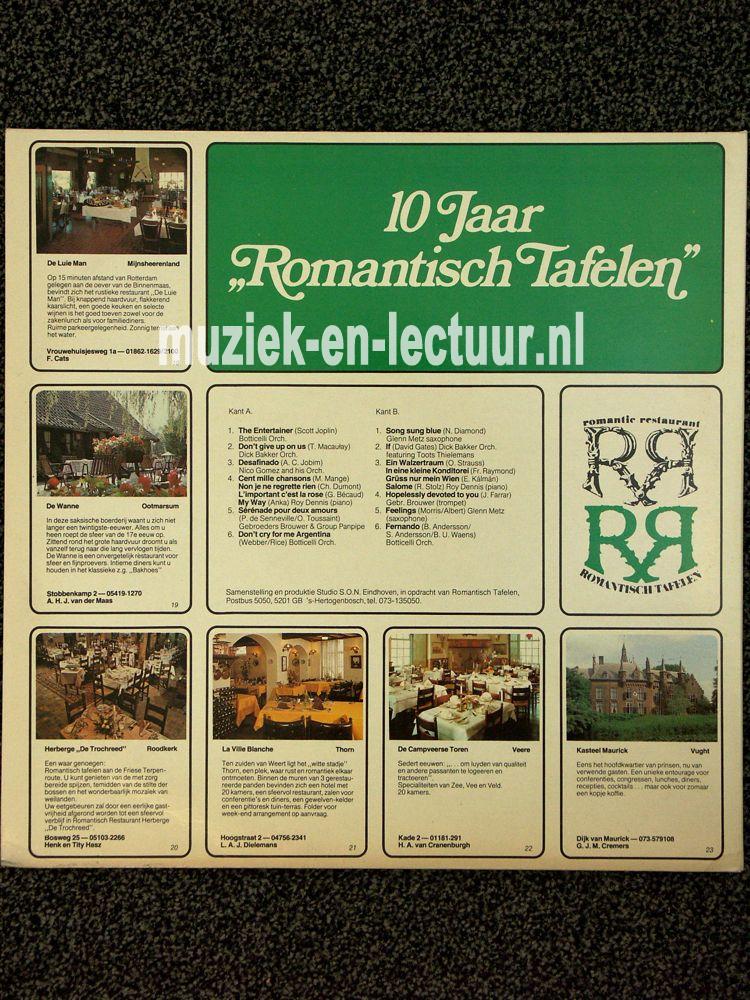 10 Jaar
„Romantisch Tafelen”
muziek-en-lectuur.nl
De Luie Man Mijnsheerenland
Op 15 minuten afstand van Rotterdam
gelegen aan de oever van de Binnenmaas,
bevindt zich het rustieke restaurant „De Luie
Man”. Bij knappend haardvuur, flakkerend
kaarslicht, een goede keuken en selecte
wijnen is het goed toeven zowel voor de
zakenlunch als voor familiediners.
Ruime parkeergelegenheid. Zonnig terras aan
het water.
Vrouwehuisjesweg 1a — 01862-1629/2100
F. Cats
De Wanne Ootmarsum
In deze saksische boerderij waant u zich niet
langer een twintigste-eeuwer. Alles om u
heen roept de sfeer van de 17e eeuw op.
Zittend rond het grote haardvuur droomt u als
vanzelf terug naar die lang vervlogen tijden.
De Wanne is een onvergetelijk restaurant voor
sfeer en fijnproevers. Intieme diners kunt u
houden in het klassieke z.g. „Bakhoes”
Stobbenkamp 2 — 05419-1270
A. H. J. van der Maas
19
Kant A.
1. The Entertainer (Scott Joplin)
Botticelli Orch.
2. Don't give up on us (T. Macaulay)
Dick Bakker Orch.
3. Desafinado (A. C. Jobim)
Nico Gomez and his Orch.
4. Cent mille chansons (M. Mange)
Non je ne regrette rien (Ch. Dumont)
L'important c'est la rose (G. Bécaud)
My Way (Anka) Roy Dennis (piano)
5. Sérénade pour deux amours
(P. de Senneville/O. Toussaint)
Gebroeders Brouwer & Group Panpipe
6. Don't cry for me Argentina
(Webber/Rice) Botticelli Orch.
Kant B.
1. Song sung blue (N. Diamond)
Glenn Metz saxophone
2. If (David Gates) Dick Bakker Orch.
featuring Toots Thielemans
3. Ein Walzertraum (O. Strauss)
In eine kleine Konditorei (Fr. Raymond)
Grüss nur mein Wien (E. Kálmán)
Salome (R. Stolz) Roy Dennis (piano)
4. Hopelessly devoted to you (J. Farrar)
Gebr. Brouwer (trompet)
5. Feelings (Morris/Albert) Glenn Metz
(saxophone)
6. Fernando (B. Andersson/
S. Andersson/B. U. Waens)
Botticelli Orch.
Samenstelling en produktie Studio S.O.N. Eindhoven, in opdracht van Romantisch Tafelen,
Postbus 5050, 5201 GB 's-Hertogenbosch, tel. 073-135050.
romantic restaurant
RR
RR
ROMANTISCH TAFELEN
Herberge „De Trochreed” Roodkerk
Een waar genoegen:
Romantisch tafelen aan de Friese Terpen-
route. U kunt genieten van de met zorg
bereide spijzen, temidden van de stilte der
bossen en het wonderbaarlijk mozaïek van
weilanden.
Uw eetgebeuren zal door een eerlijke gast-
vrijheid afgerond worden tot een sfeervol
verblijf in Romantisch Restaurant Herberge
„De Trochreed”.
Bosweg 25 — 05103-2266
Henk en Tity Hasz
20
La Ville Blanche Thorn
Ten zuiden van Weert ligt het „witte stadje”
Thorn, een plek, waar rust en romantiek elkaar
ontmoeten. Binnen de muren van 3 gerestau-
reerde panden bevinden zich een hotel met
20 kamers, een sfeervol restaurant, zalen voor
conferentie's en diners, een gewelven-kelder
en een pittoresk tuin-terras. Folder voor
week-end arrangement op aanvraag.
Hoogstraat 2 — 04756-2341
L. A. J. Dielemans
21
De Campveerse Toren Veere
Sedert eeuwen: „... om luyden van qualiteit
en andere passanten te logeeren en
tracteeren”.
Specialiteiten van Zee, Vee en Veld.
20 kamers.
Kade 2 — 01181-291
H. A. van Cranenburgh
22
Kasteel Maurick Vught
Eens het hoofdkwartier van prinsen, nu van
verwende gasten. Een unieke entourage voor
conferenties, congressen, lunches, diners,
recepties, cocktails . . . maar ook voor zomaar
een kopje koffie.
Dijk van Maurick — 073-579108
G. J. M. Cremers
23